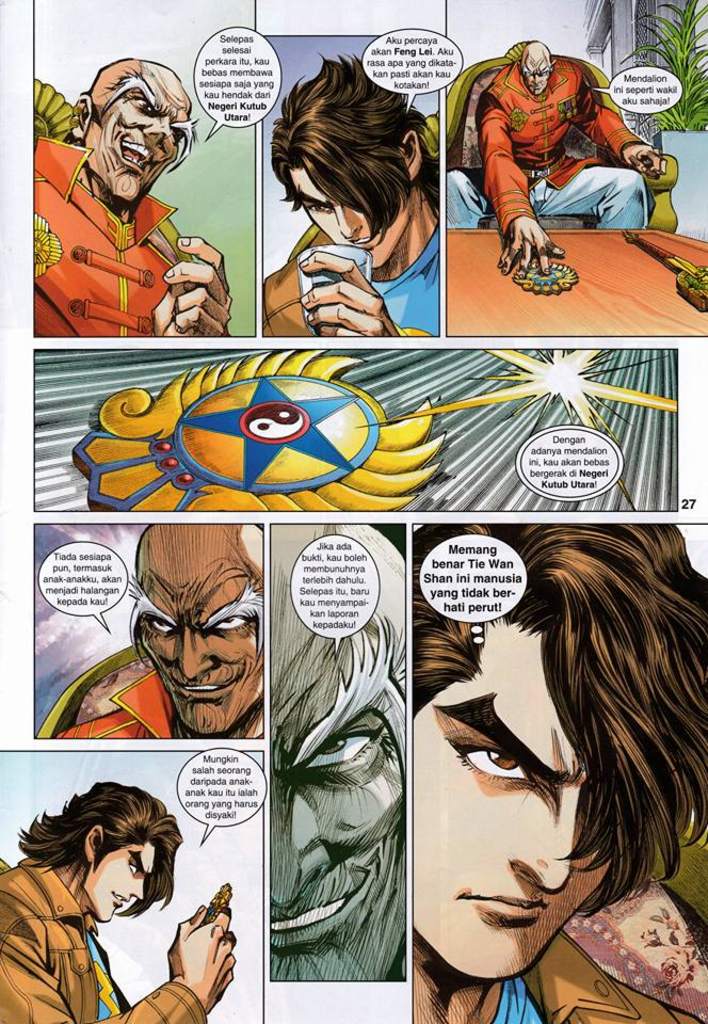 Selepas
selesai
perkara itu, kau
bebas membawa
sesiapa saja yang
kau hendak dari
Negeri Kutub
Utara!
Aku percaya
akan Feng Lei. Aku
rasa apa yang dikata-
kan pasti akan kau
kotakan!
Mendalion
ini seperti wakil
aku sahaja!
Dengan
adanya mendalion
ini, kau akan bebas
bergerak di Negeri
Kutub Utara!
27
Tiada sesiapa
pun, termasuk
anak-anakku, akan
menjadi halangan
kepada kau!
Jika ada
bukti, kau boleh
membunuhnya
terlebih dahulu.
Selepas itu, baru
kau menyampai-
kan laporan
kepadaku!
Memang
benar Tie Wan
Shan ini manusia
yang tidak ber-
hati perut!
Mungkin
salah seorang
daripada anak-
anak kau itu ialah
orang yang harus
disyaki!